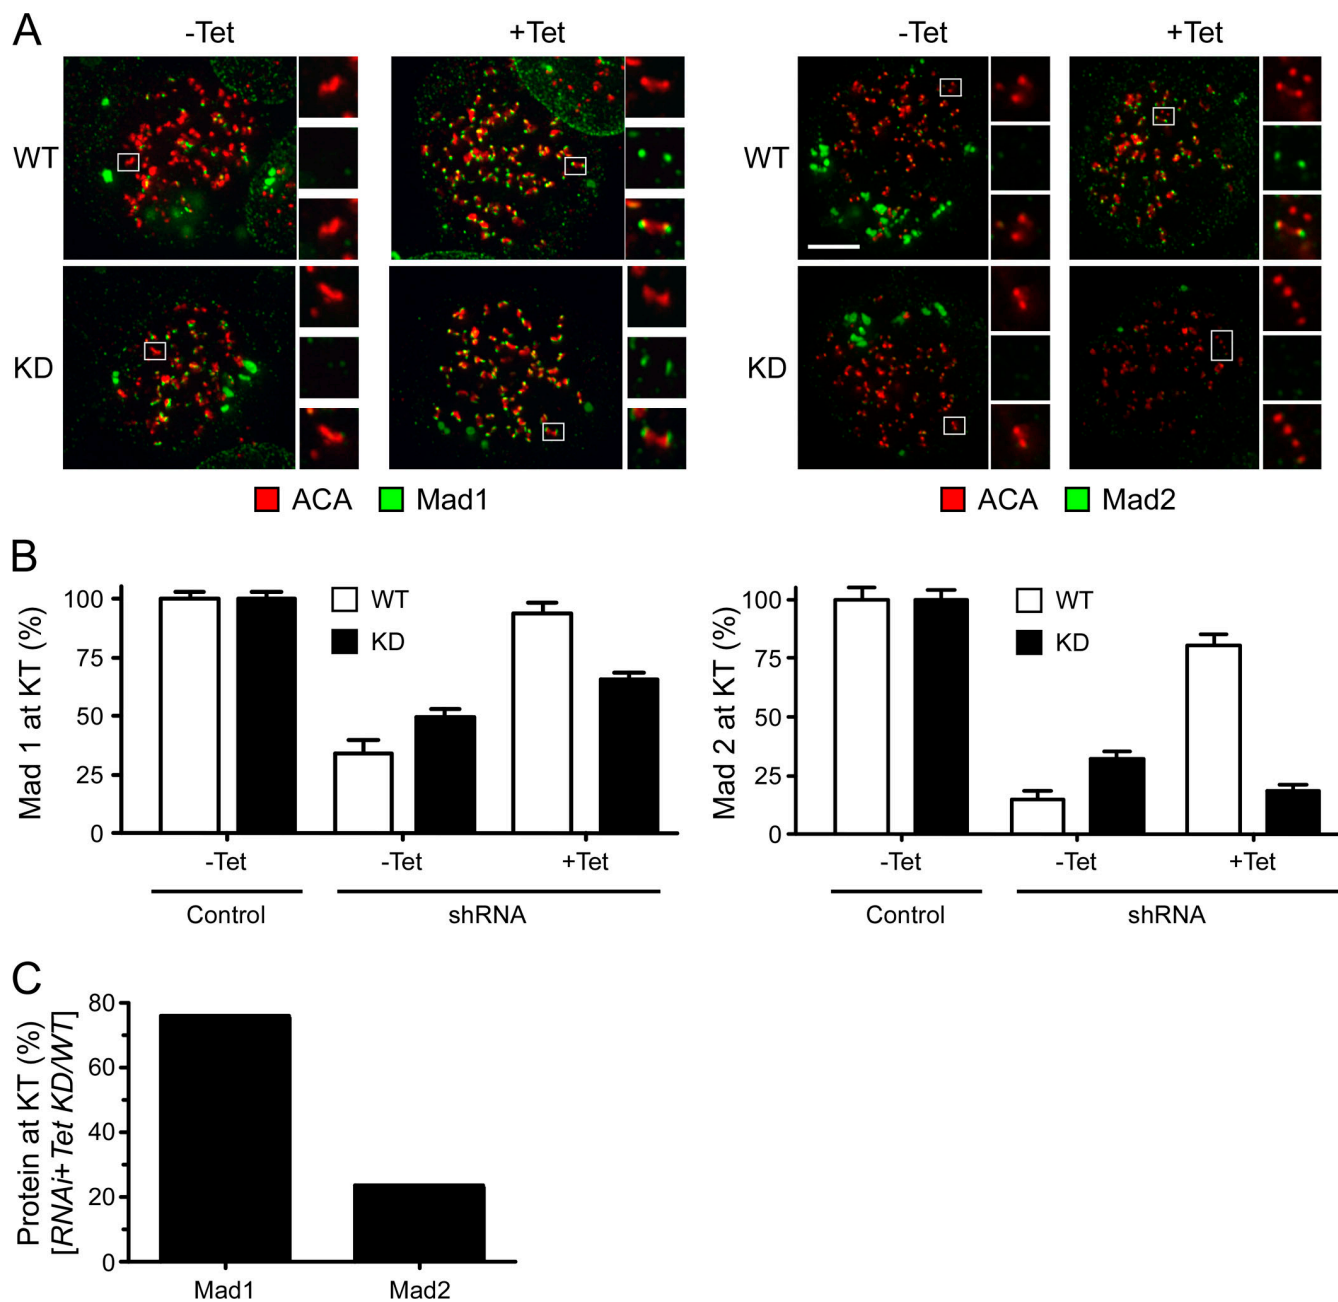 A
-Tet
+Tet
-Tet
+Tet
WT
WT
KD
KD
ACA
Mad1
ACA
Mad2
B
Mad 1 at KT (%)
100
75
50
25
0
WT
KD
-Tet
-Tet
+Tet
Control
shRNA
Mad 2 at KT (%)
100
75
50
25
0
WT
KD
-Tet
-Tet
+Tet
Control
shRNA
C
Protein at KT (%)
[RNAi+Tet KD/WT]
80
60
40
20
0
Mad1
Mad2